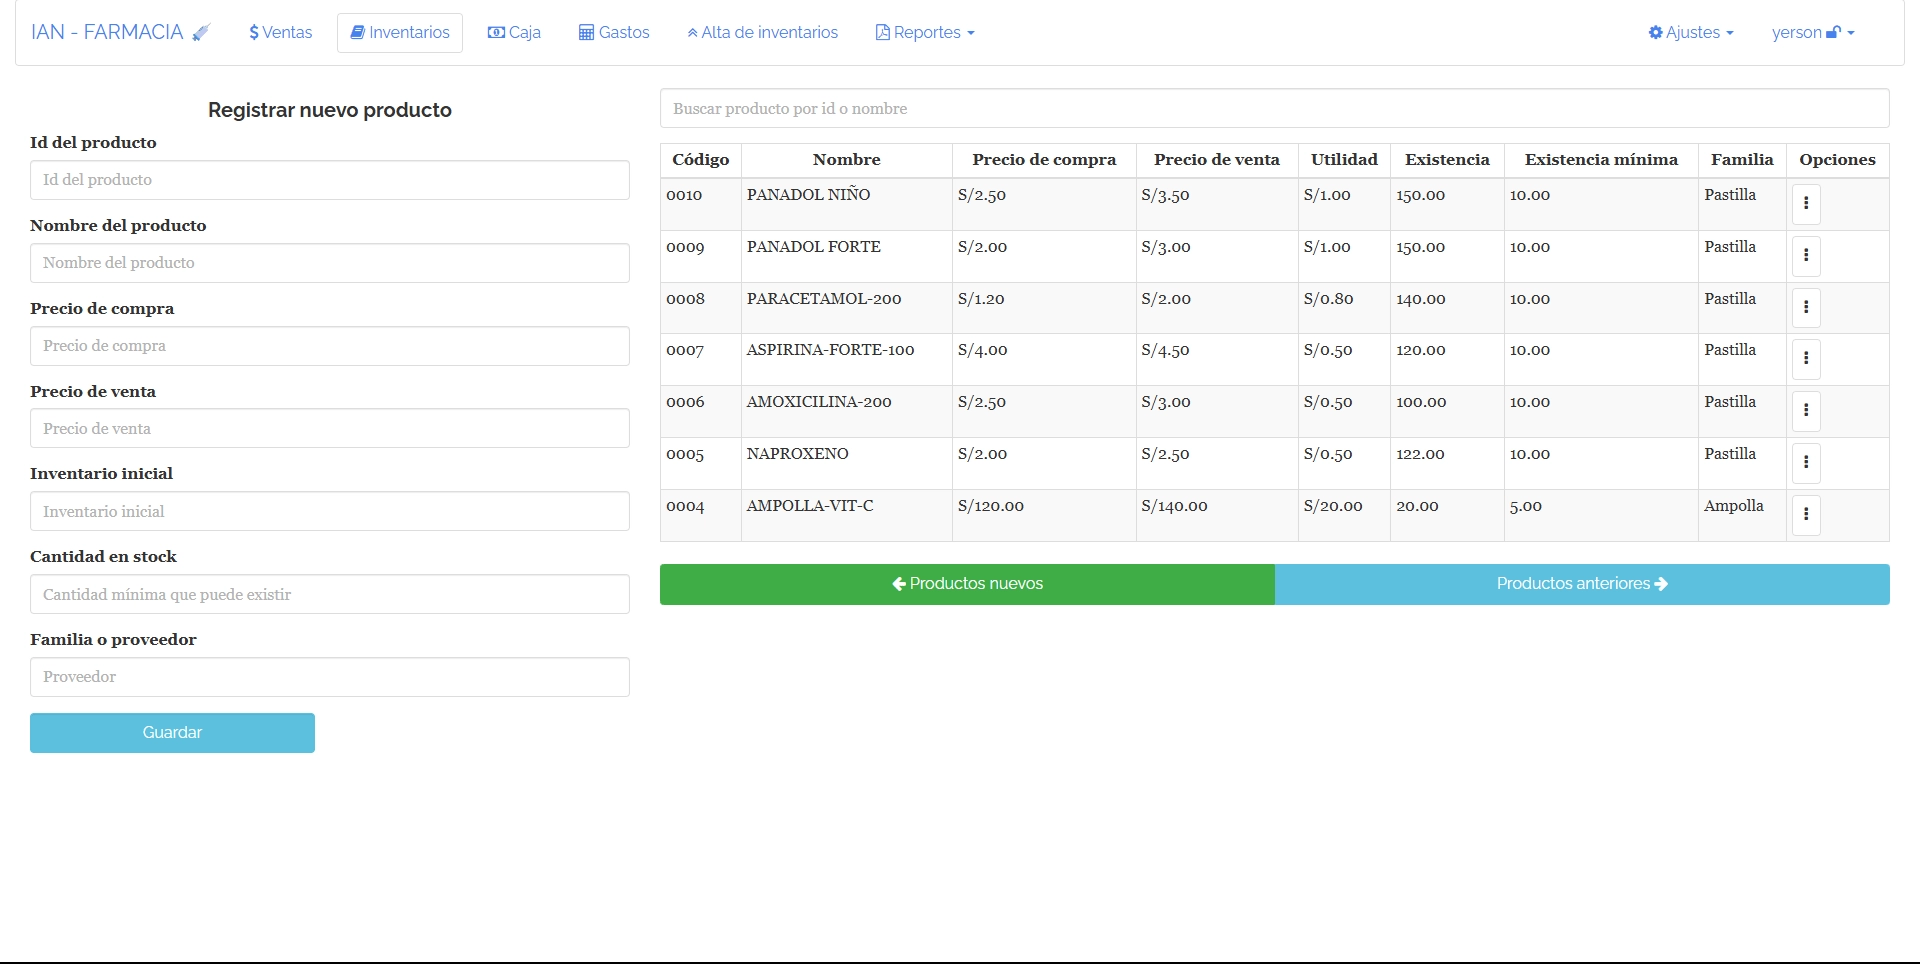 IAN - FARMACIA Ventas Inventarios Caja Gastos Alta de inventarios Reportes Ajustes yerson
Registrar nuevo producto
Id del producto
Id del producto
Nombre del producto
Nombre del producto
Precio de compra
Precio de compra
Precio de venta
Precio de venta
Inventario inicial
Inventario inicial
Cantidad en stock
Cantidad mínima que puede existir
Familia o proveedor
Proveedor
Guardar
Buscar producto por id o nombre
Código Nombre Precio de compra Precio de venta Utilidad Existencia Existencia mínima Familia Opciones
0010 PANADOL NIÑO S/2.50 S/3.50 S/1.00 150.00 10.00 Pastilla
0009 PANADOL FORTE S/2.00 S/3.00 S/1.00 150.00 10.00 Pastilla
0008 PARACETAMOL-200 S/1.20 S/2.00 S/0.80 140.00 10.00 Pastilla
0007 ASPIRINA-FORTE-100 S/4.00 S/4.50 S/0.50 120.00 10.00 Pastilla
0006 AMOXICILINA-200 S/2.50 S/3.00 S/0.50 100.00 10.00 Pastilla
0005 NAPROXENO S/2.00 S/2.50 S/0.50 122.00 10.00 Pastilla
0004 AMPOLLA-VIT-C S/120.00 S/140.00 S/20.00 20.00 5.00 Ampolla
Productos nuevos Productos anteriores